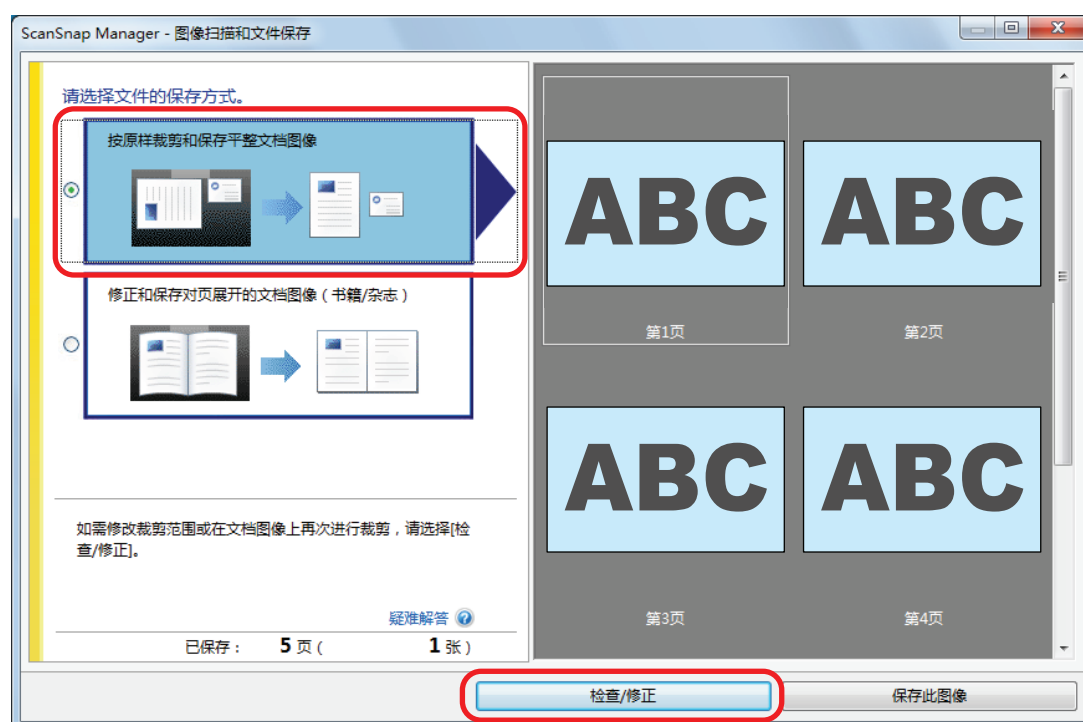 ScanSnap Manager - 图像扫描和文件保存
请选择文件的保存方式。
按原样裁剪和保存平整文档图像
修正和保存对页展开的文档图像（书籍/杂志）
如需修改裁剪范围或在文档图像上再次进行裁剪，请选择[检
查/修正]。
疑难解答
已保存： 5 页（ 1 张）
ABC
ABC
第1页
第2页
ABC
ABC
第3页
第4页
检查/修正
保存此图像